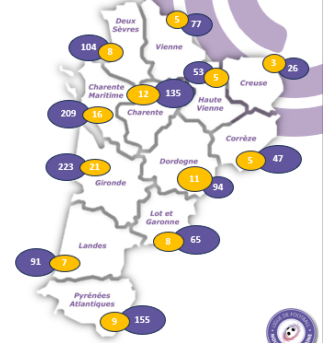 Deux
Sèvres
5
77
Vienne
104
8
3
26
53
5
Creuse
Charente
Maritime
12
135
Haute
Vienne
209
16
Charente
Corrèze
223
21
Gironde
Dordogne
5
47
11
94
Lot et
Garonne
8
65
Landes
91
7
Pyrénées
Atlantiques
9
155